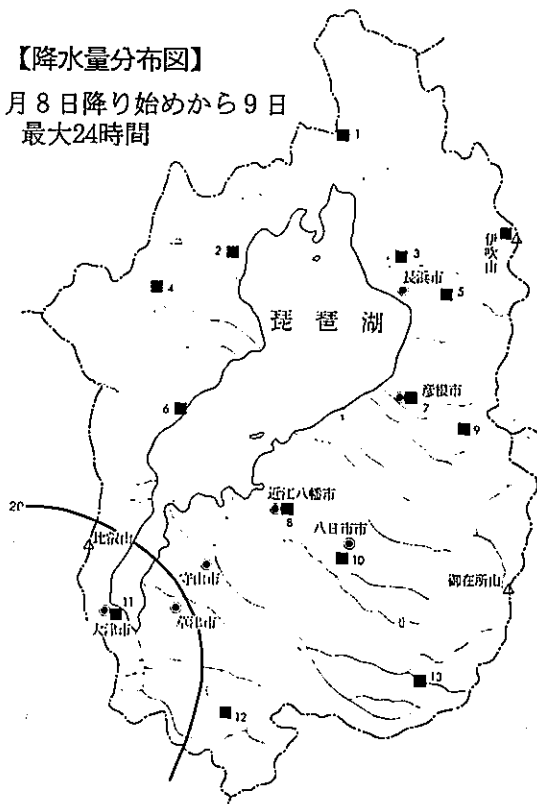 【降水量分布図】
月8日降り始めから9日
最大24時間
1
伊吹山
2
3
4
長浜市
5
琵琶湖
彦根市
6
7
9
20
近江八幡市
比叡山
8
八日市市
10
守山市
御在所山
11
大津市
草津市
13
12